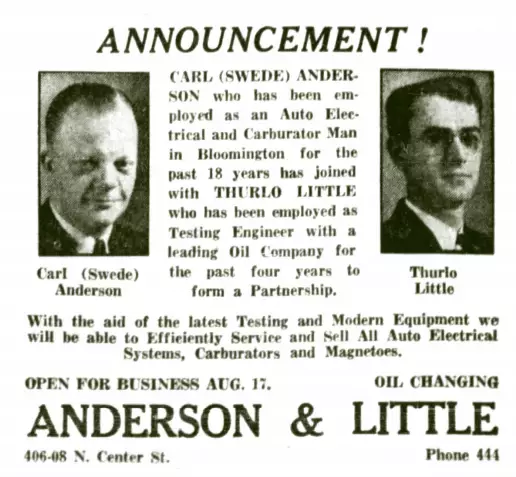 ANNOUNCEMENT!
CARL (SWEDE) ANDER-
SON who has been em-
ployed as an Auto Elec-
trical and Carburator Man
in Bloomington for the
past 18 years has joined
with THURLO LITTLE
who has been employed as
Testing Engineer with a
leading Oil Company for
the past four years to
form a Partnership.
Carl (Swede)
Anderson
Thurlo
Little
With the aid of the latest Testing and Modern Equipment we
will be able to Efficiently Service and Sell All Auto Electrical
Systems, Carburators and Magnetoes.
OPEN FOR BUSINESS AUG. 17. OIL CHANGING
ANDERSON & LITTLE
406-08 N. Center St. Phone 444